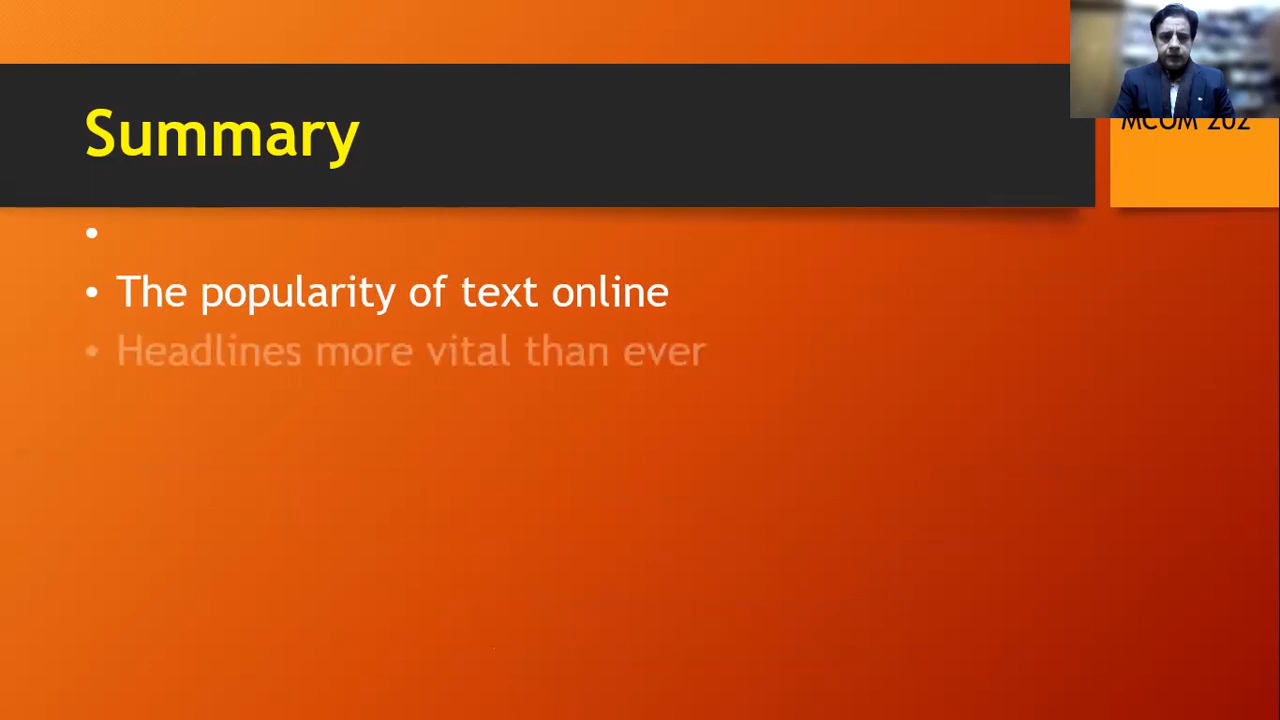 Summary
MCOM 202
• 
• The popularity of text online
• Headlines more vital than ever